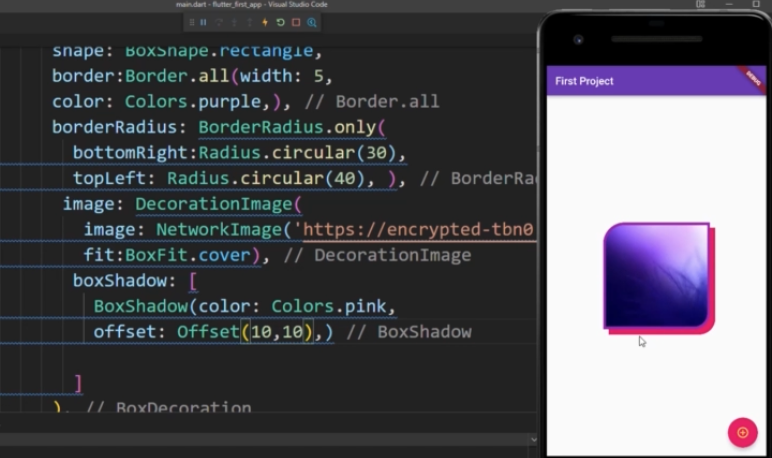 main.dart - flutter_first_app - Visual Studio Code
shape: BoxShape.rectangle,
border:Border.all(width: 5,
color: Colors.purple,), // Border.all
borderRadius: BorderRadius.only(
bottomRight:Radius.circular(30),
topLeft: Radius.circular(40), ), // BorderRa
image: DecorationImage(
image: NetworkImage('https://encrypted-tbn0
fit:BoxFit.cover), // DecorationImage
boxShadow: [
BoxShadow(color: Colors.pink,
offset: Offset(10,10),) // BoxShadow
]
), // BoxDecoration
First Project
DEBUG